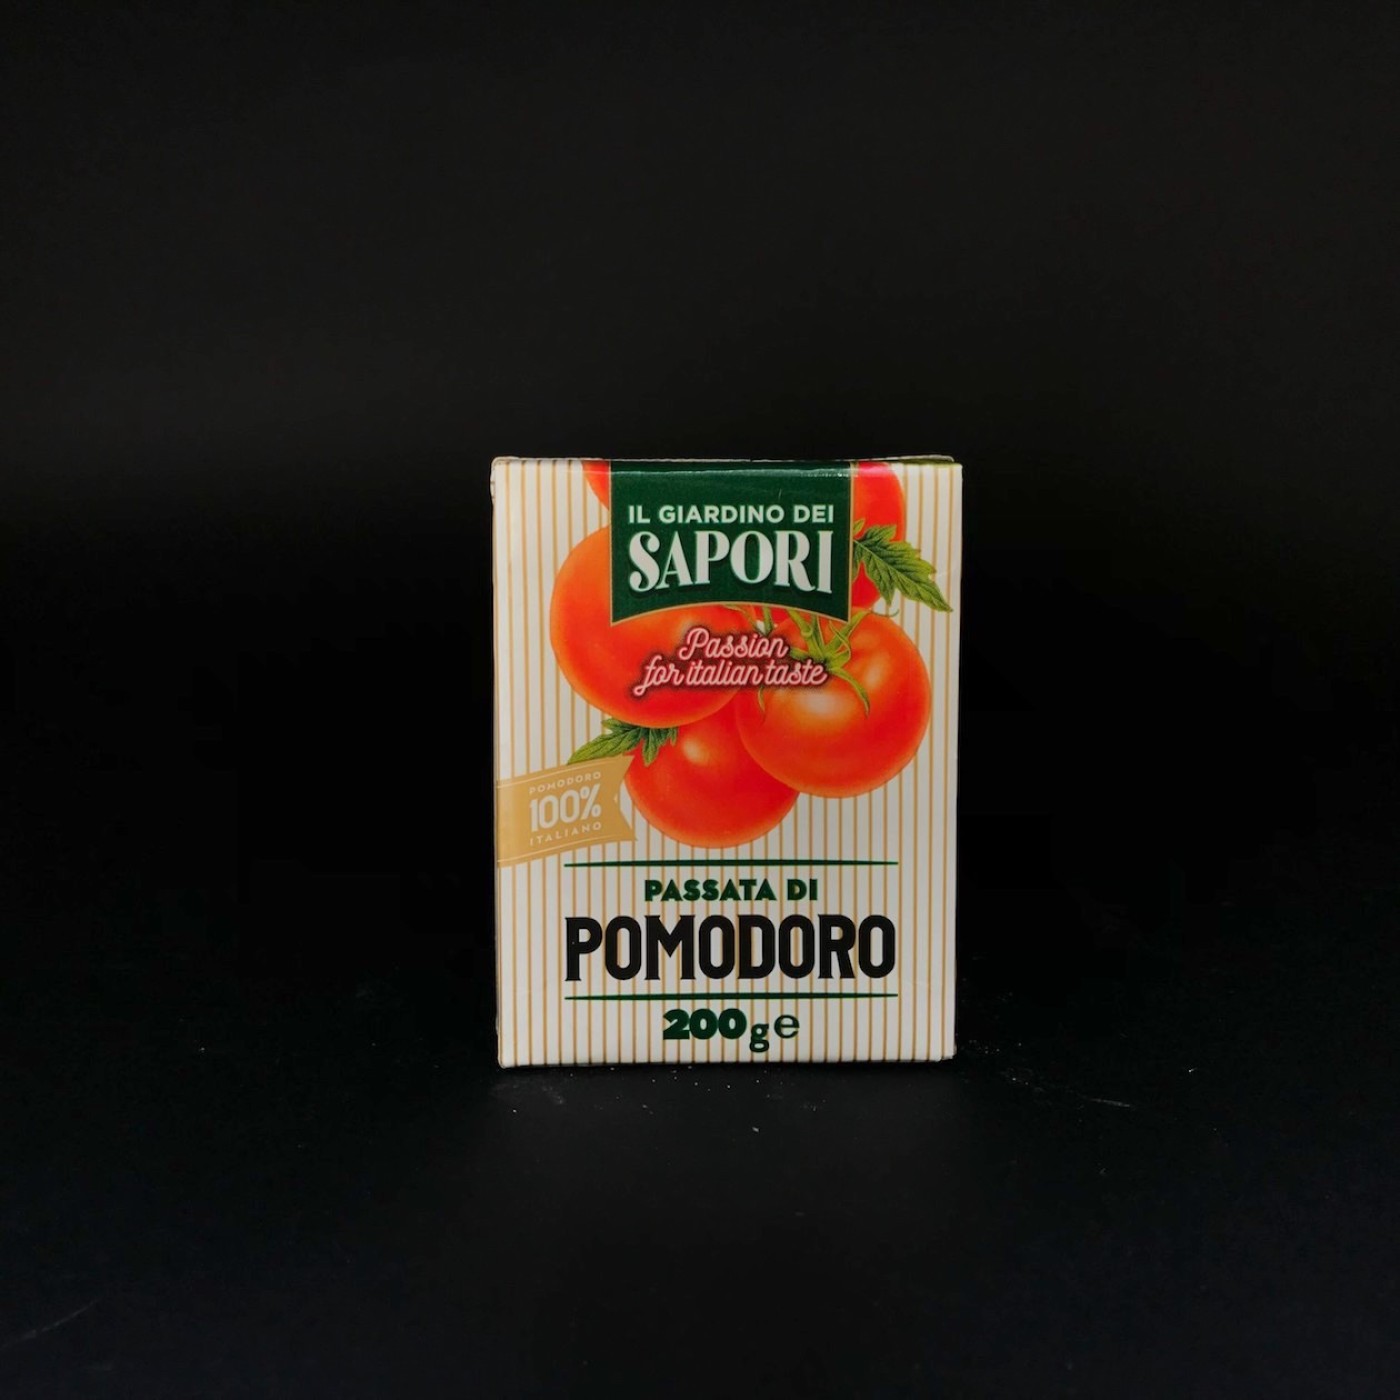 IL GIARDINO DEI
SAPORI
Passion
for italian taste
POMODORO
100%
ITALIANO
PASSATA DI
POMODORO
200g e